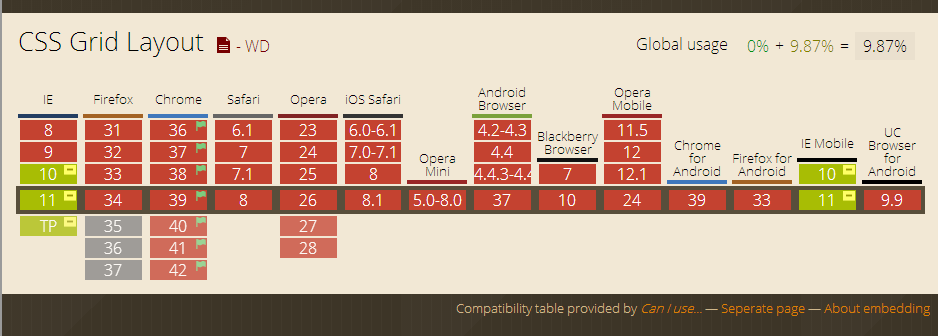 CSS Grid Layout - WD
Global usage 0% + 9.87% = 9.87%
IE Firefox Chrome Safari Opera iOS Safari Opera Mini Android Browser Blackberry Browser Opera Mobile Chrome for Android Firefox for Android IE Mobile UC Browser for Android
8 31 36 6.1 23 6.0-6.1 4.2-4.3 11.5
9 32 37 7 24 7.0-7.1 4.4 12
10 33 38 7.1 25 8 4.4.3-4.4 7 12.1 10
11 34 39 8 26 8.1 5.0-8.0 37 10 24 39 33 11 9.9
TP 35 40 27
36 41 28
37 42
Compatibility table provided by Can I use... — Seperate page — About embedding